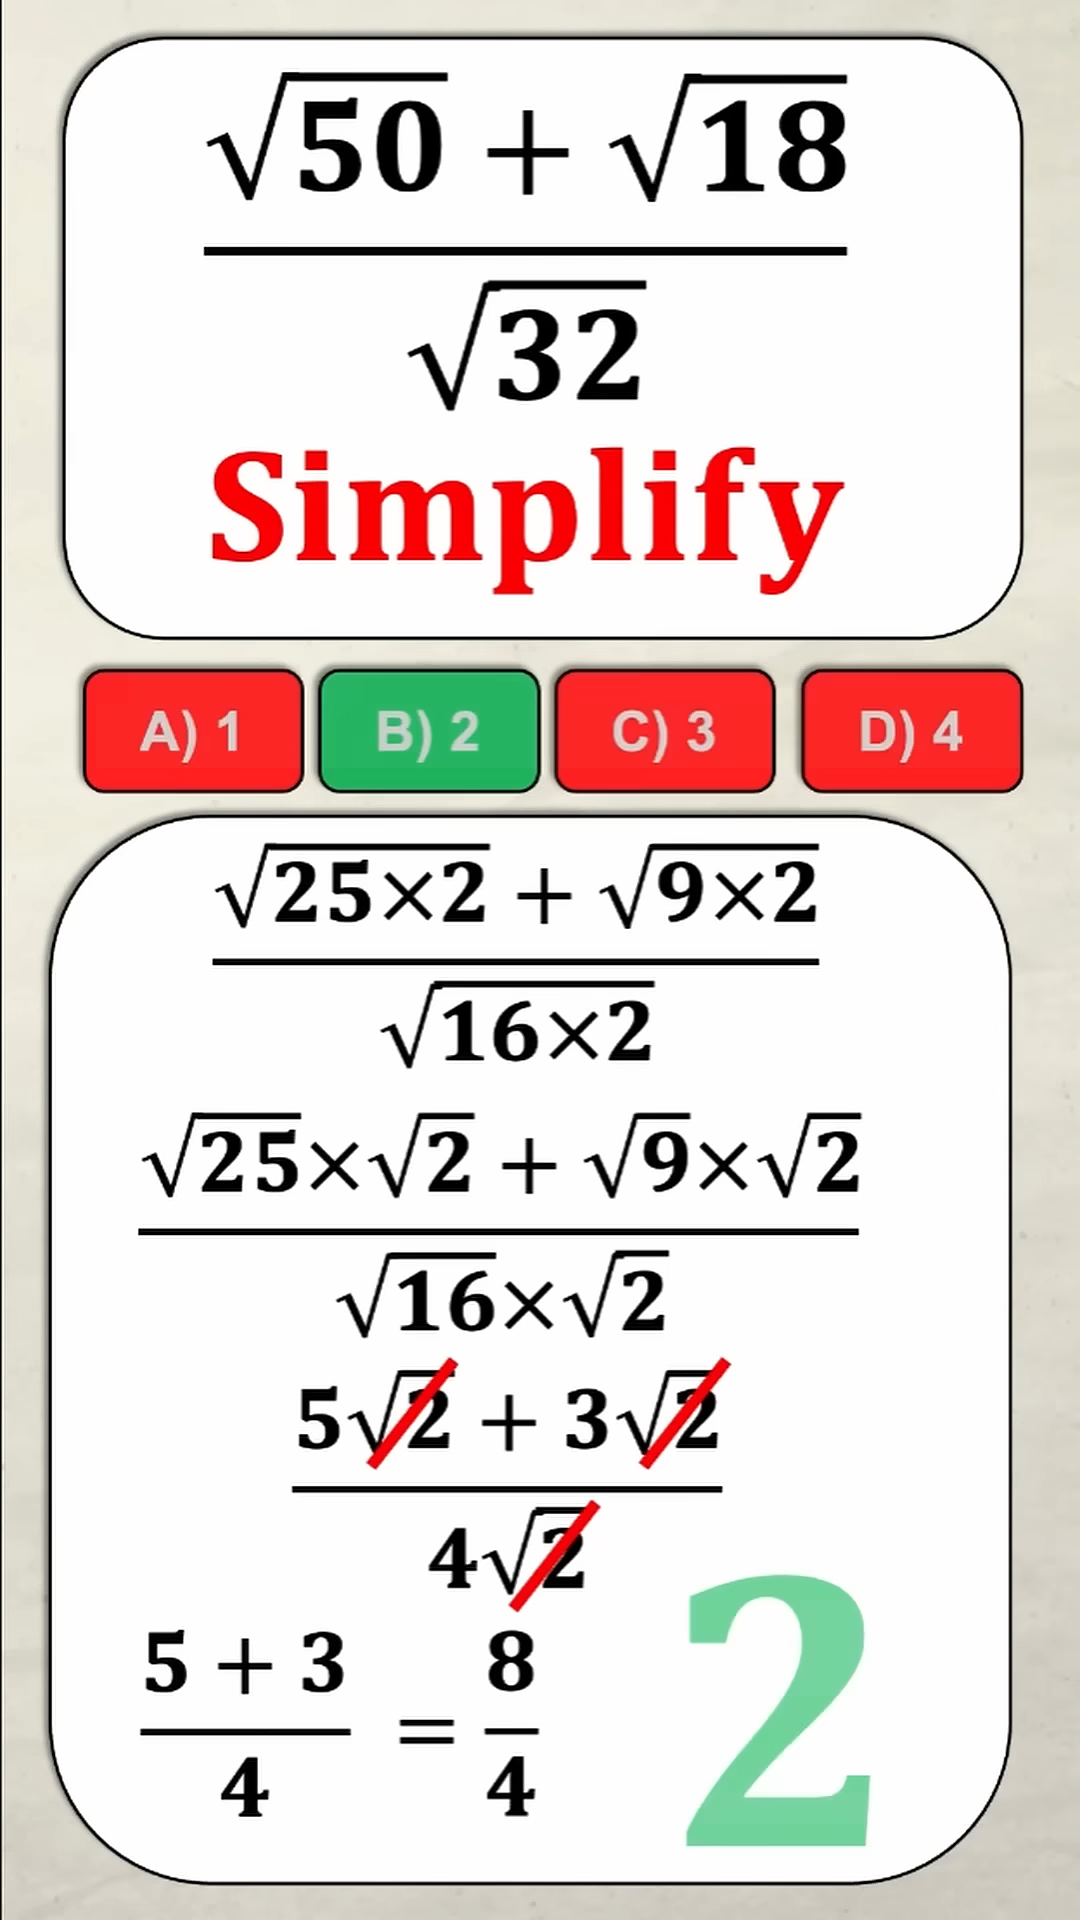 √50 + √18
√32
Simplify
A) 1 B) 2 C) 3 D) 4
√25×2 + √9×2
√16×2
√25×√2 + √9×√2
√16×√2
5√2 + 3√2
4√2
5 + 3 = 8
4 4
2